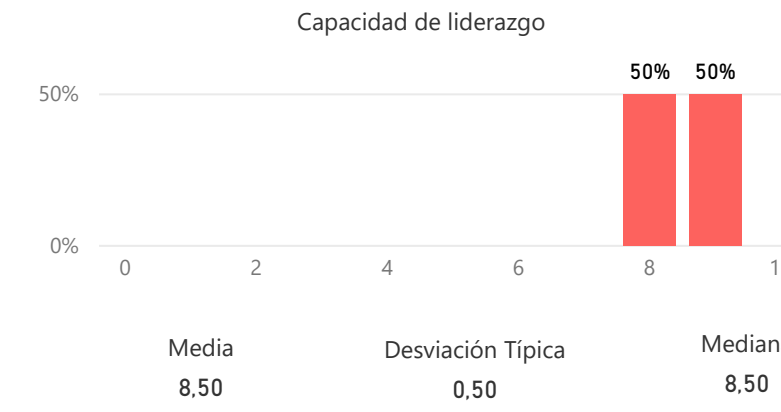 Capacidad de liderazgo
50% 50%
50%
0%
0 2 4 6 8 1
Media Desviación Típica Median
8,50 0,50 8,50